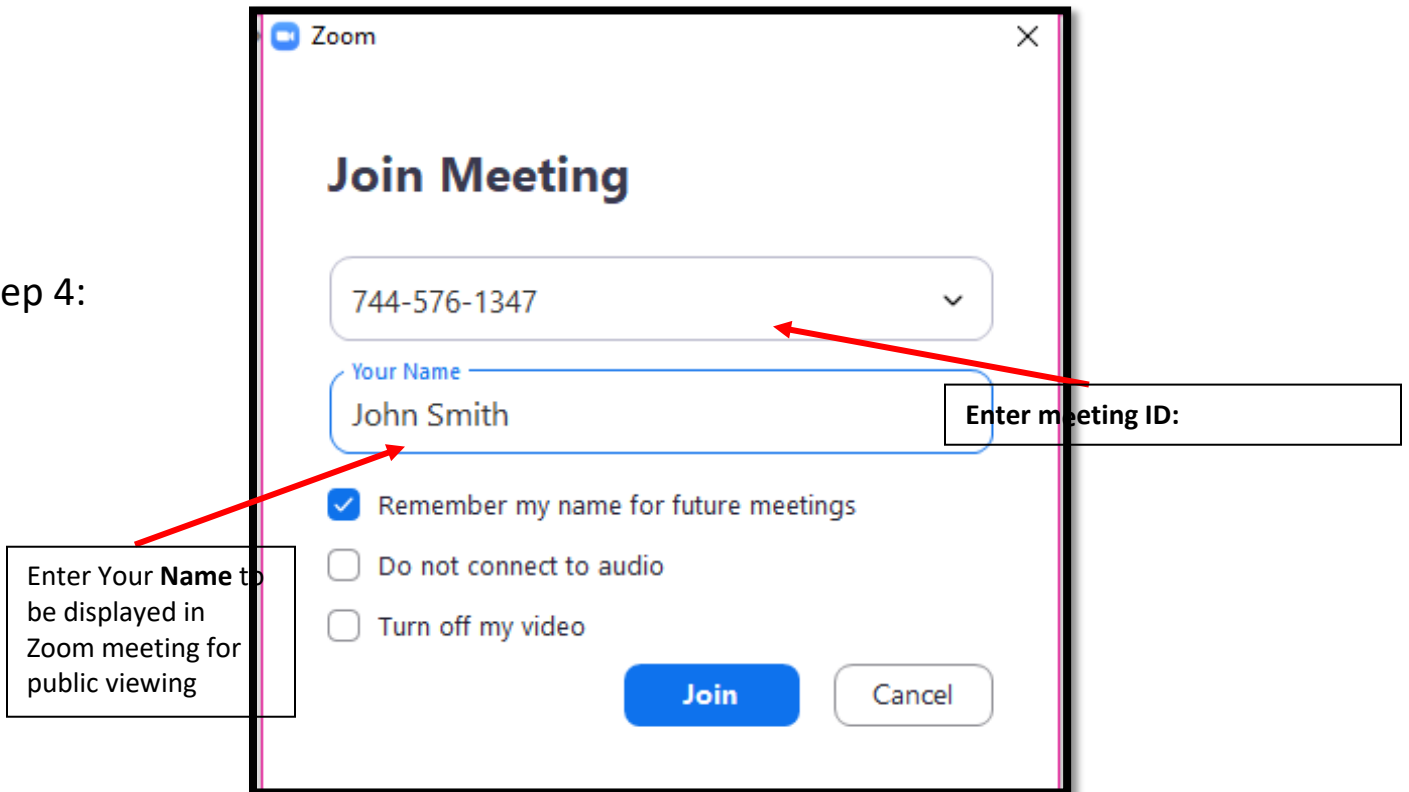 Zoom
Join Meeting
ep 4:
744-576-1347
Your Name
John Smith
Enter meeting ID:
Remember my name for future meetings
Do not connect to audio
Turn off my video
Enter Your Name to
be displayed in
Zoom meeting for
public viewing
Join
Cancel